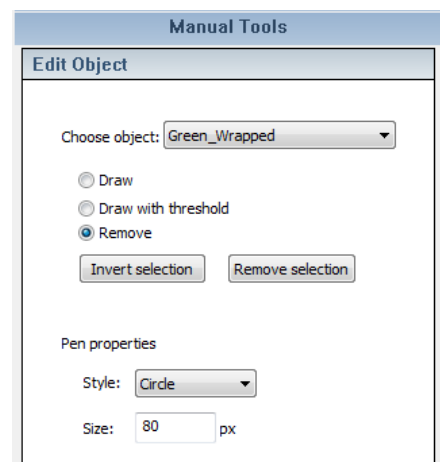 Manual Tools
Edit Object
Choose object: Green_Wrapped
Draw
Draw with threshold
Remove
Invert selection Remove selection
Pen properties
Style: Circle
Size: 80 px